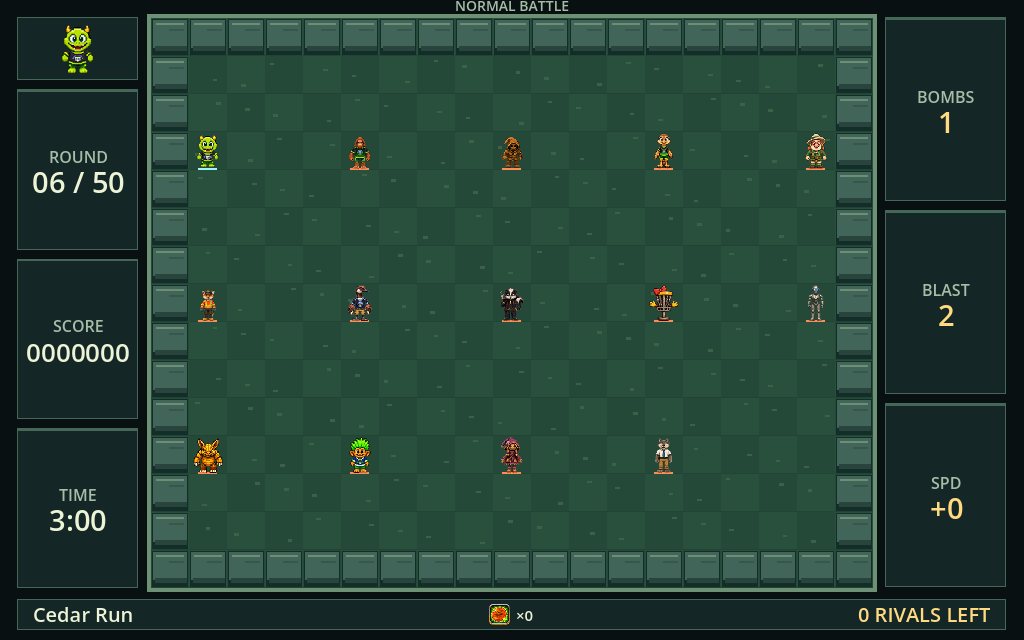 NORMAL BATTLE
ROUND
06 / 50
SCORE
0000000
TIME
3:00
BOMBS
1
BLAST
2
SPD
+0
Cedar Run
×0
0 RIVALS LEFT